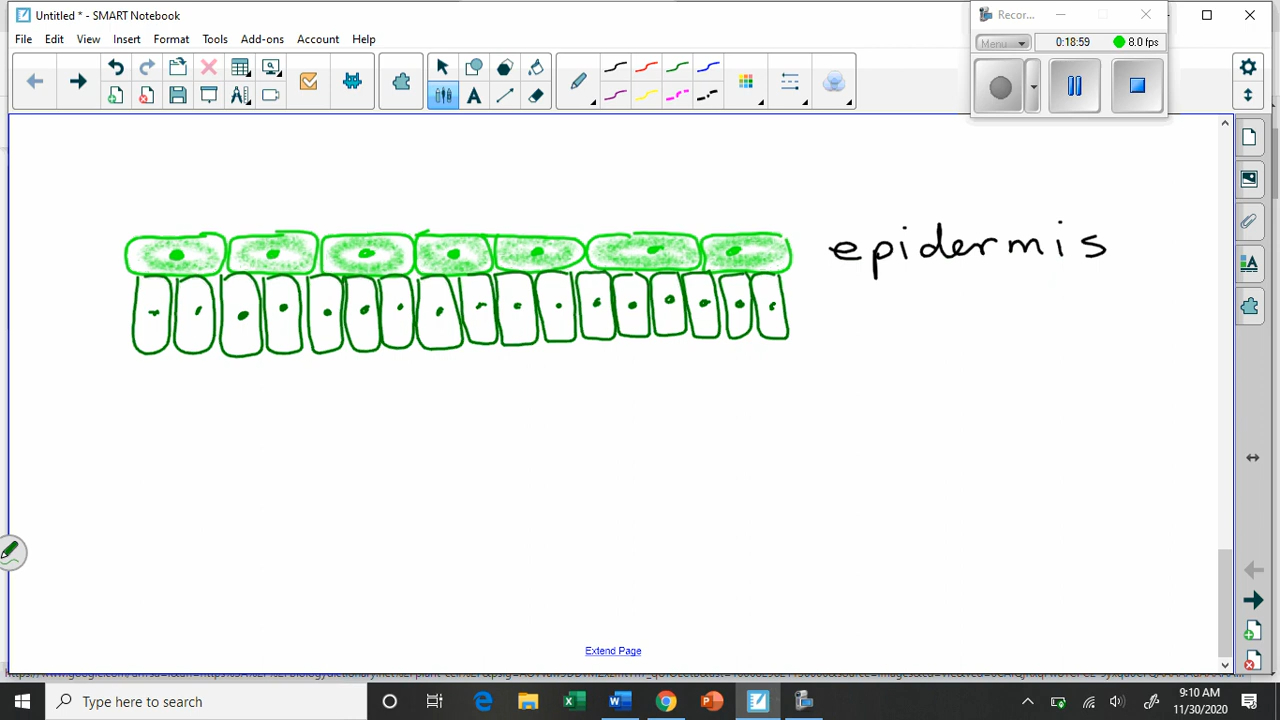 Untitled * - SMART Notebook
Recor...
File Edit View Insert Format Tools Add-ons Account Help
Menu 0:18:59 8.0 fps
epidermis
Extend Page
Type here to search
9:10 AM
11/30/2020